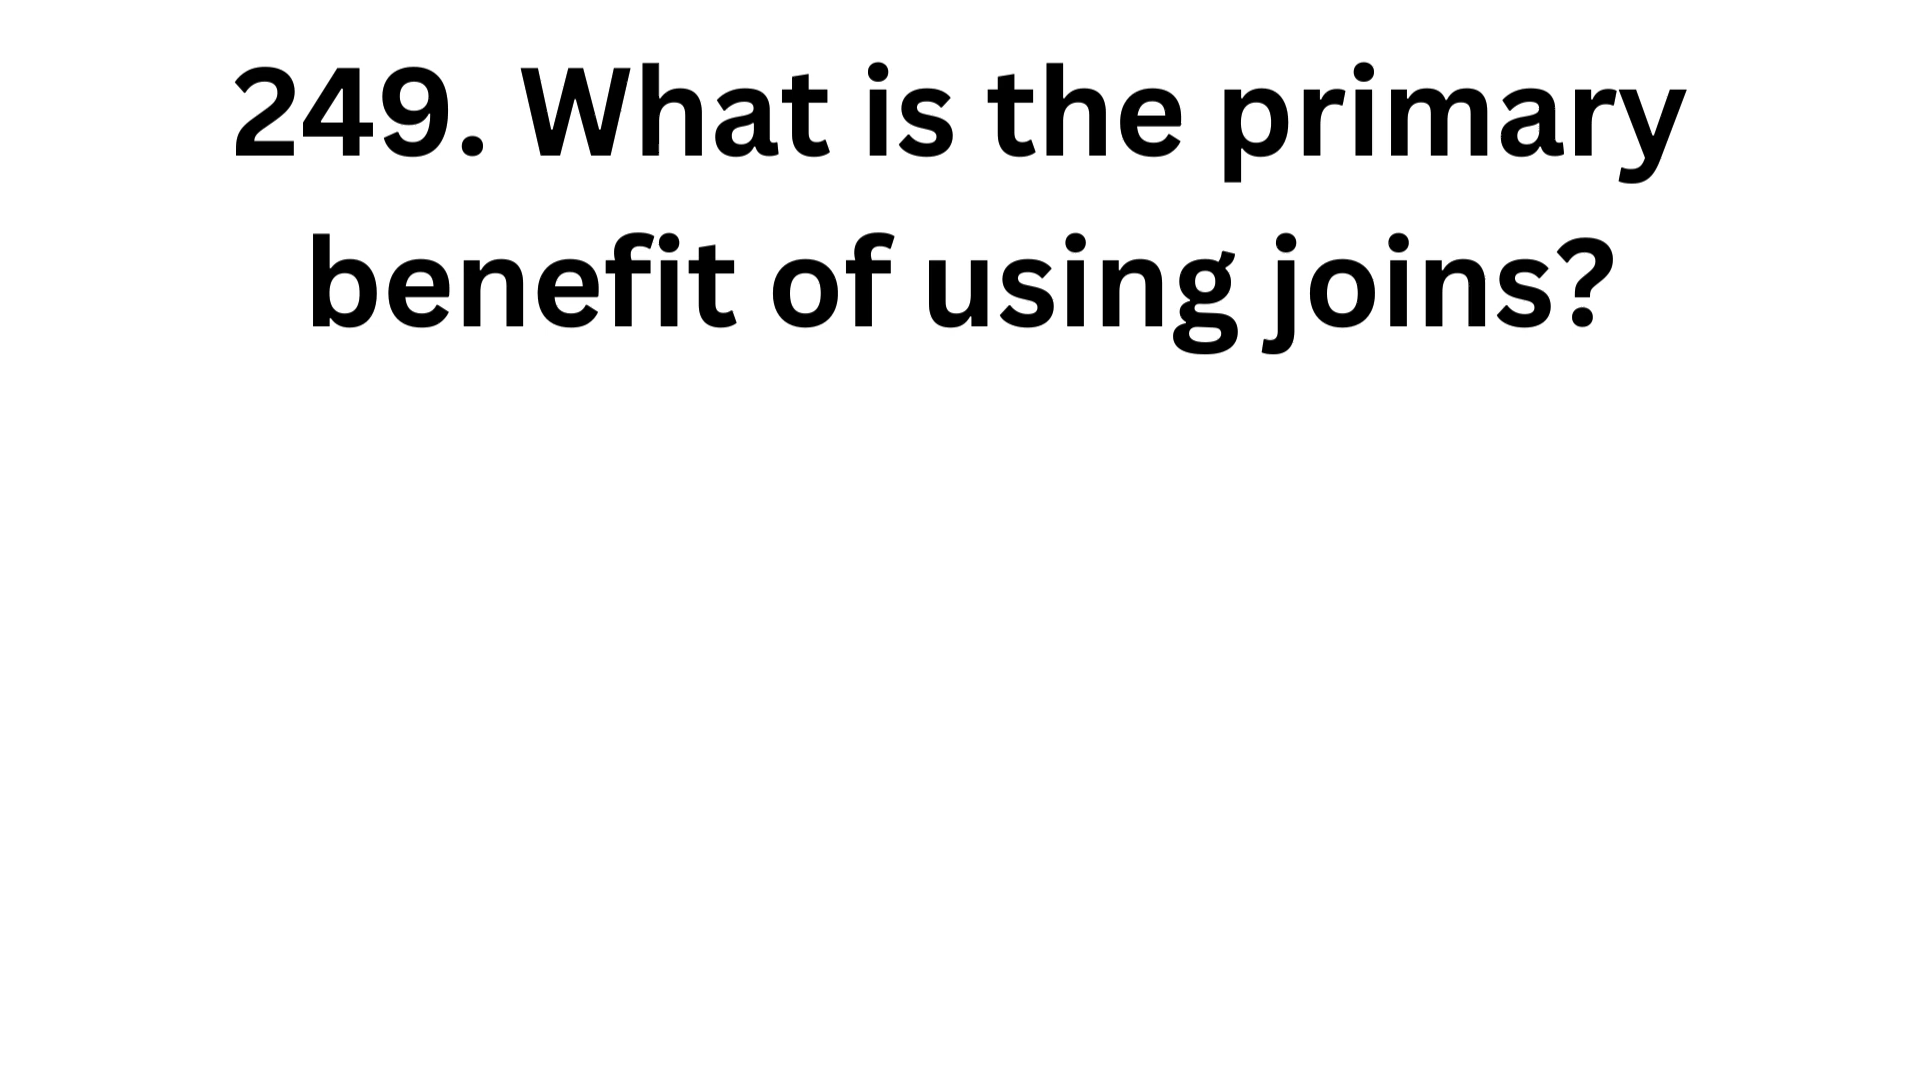 249. What is the primary
benefit of using joins?